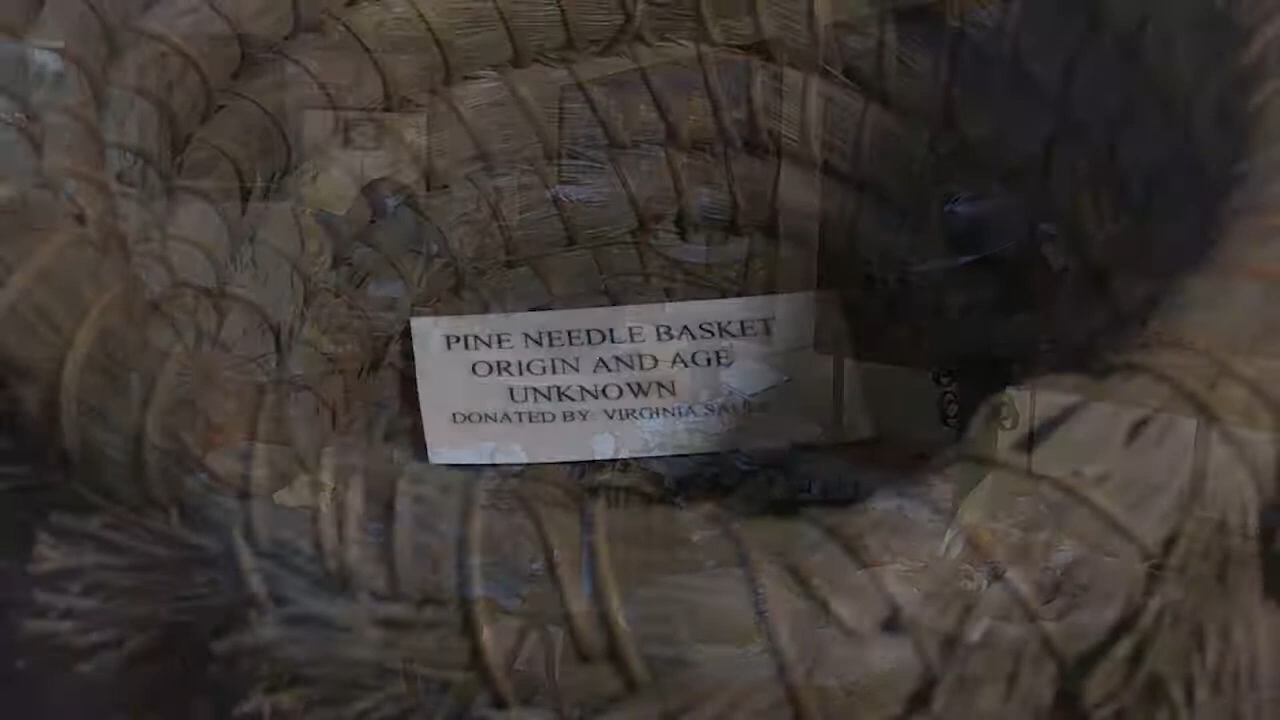 PINE NEEDLE BASKET
ORIGIN AND AGE
UNKNOWN
DONATED BY: VIRGINIA